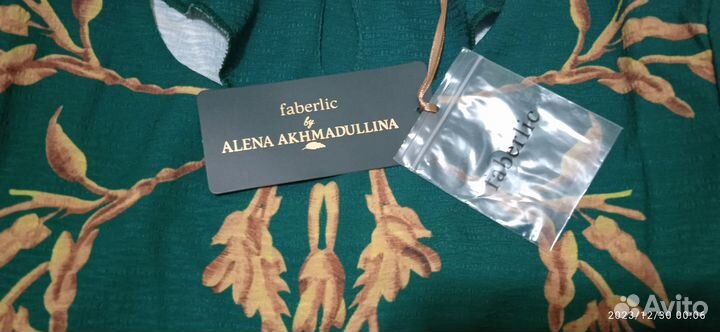 faberlic
by
ALENA AKHMADULLINA
faberlic
2023/12/30 00:06
Avito